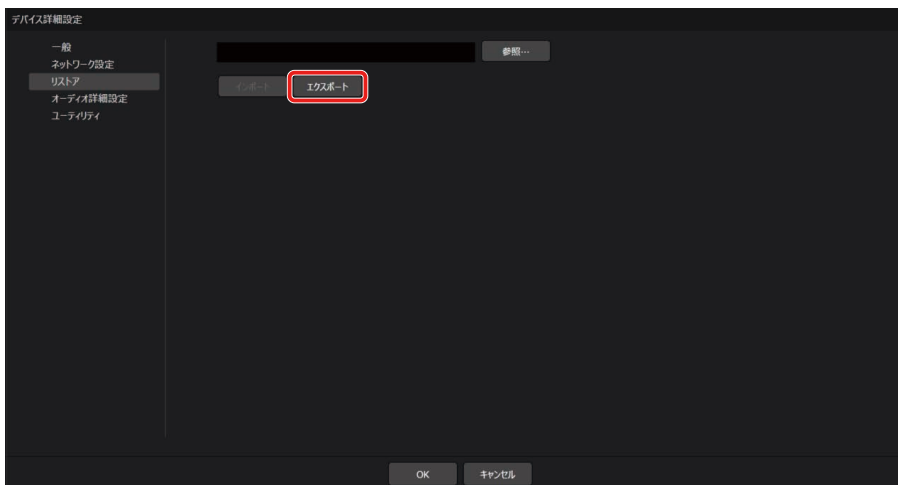 デバイス詳細設定
一般
ネットワーク設定
リストア
オーディオ詳細設定
ユーティリティ
参照…
インポート
エクスポート
OK
キャンセル